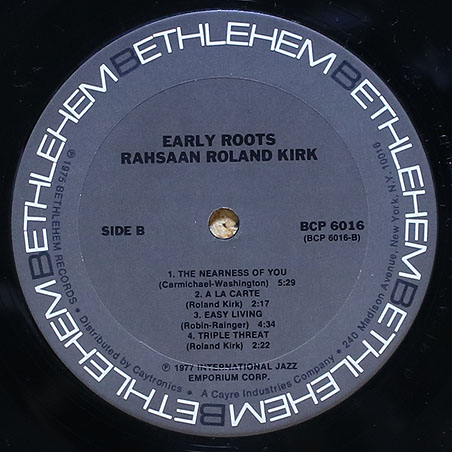 BETHLEHEM BETHLEHEM BETHLEHEM BETHLEHEM BETHLEHEM BETHLEHEM
EARLY ROOTS
RAHSAAN ROLAND KIRK
SIDE B
BCP 6016
(BCP 6016-B)
1. THE NEARNESS OF YOU
(Carmichael-Washington) 5:29
2. A LA CARTE
(Roland Kirk) 2:17
3. EASY LIVING
(Robin-Rainger) 4:34
4. TRIPLE THREAT
(Roland Kirk) 2:22
℗ 1977 INTERNATIONAL JAZZ
EMPORIUM CORP.
℗ 1976 BETHLEHEM RECORDS • Distributed by Caytronics • A Cayre Industries Company • 240 Madison Avenue, New York, N.Y. 10016